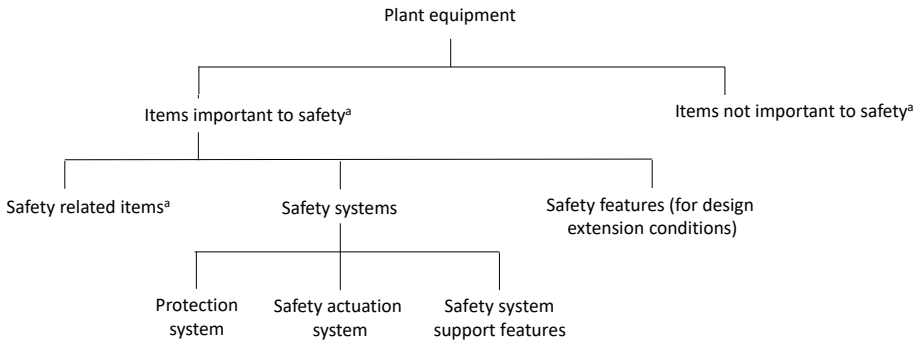 Plant equipment
Items important to safetyᵃ
Items not important to safetyᵃ
Safety related itemsᵃ
Safety systems
Safety features (for design
extension conditions)
Protection
system
Safety actuation
system
Safety system
support features